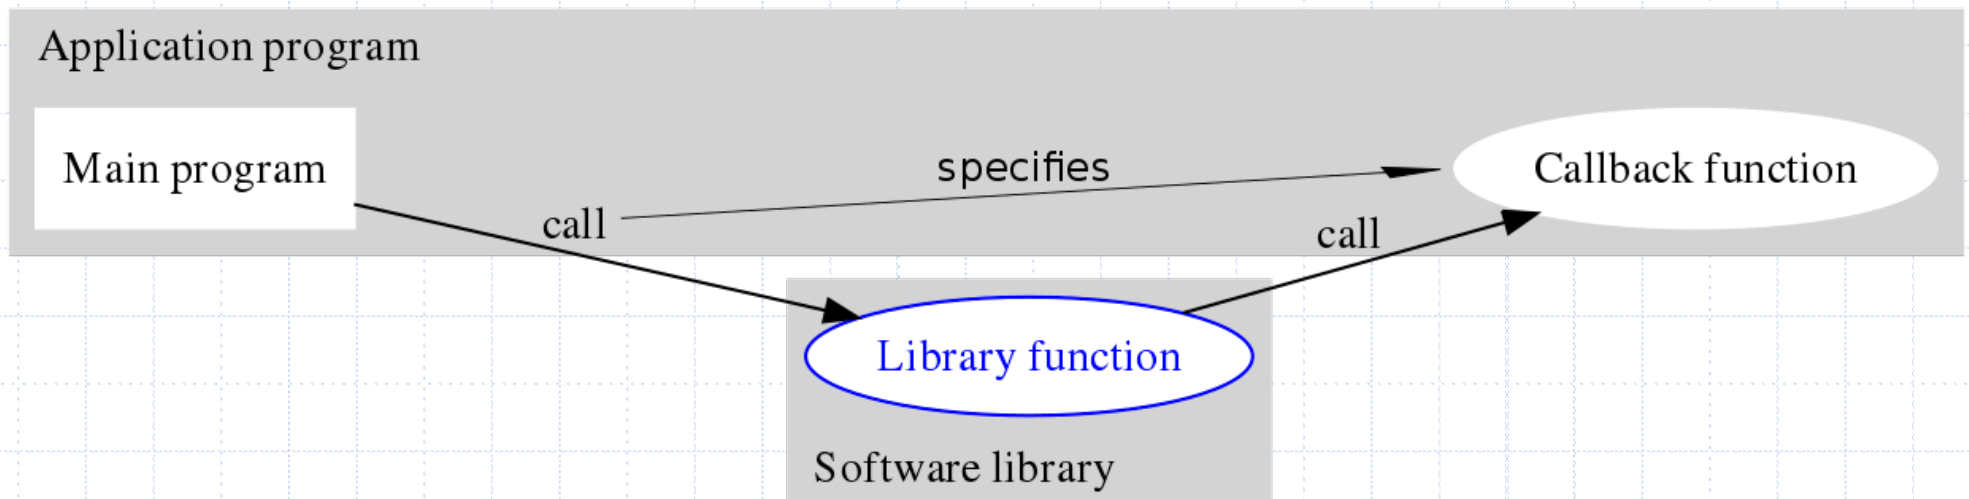 Application program
Main program
specifies
Callback function
call
call
Library function
Software library